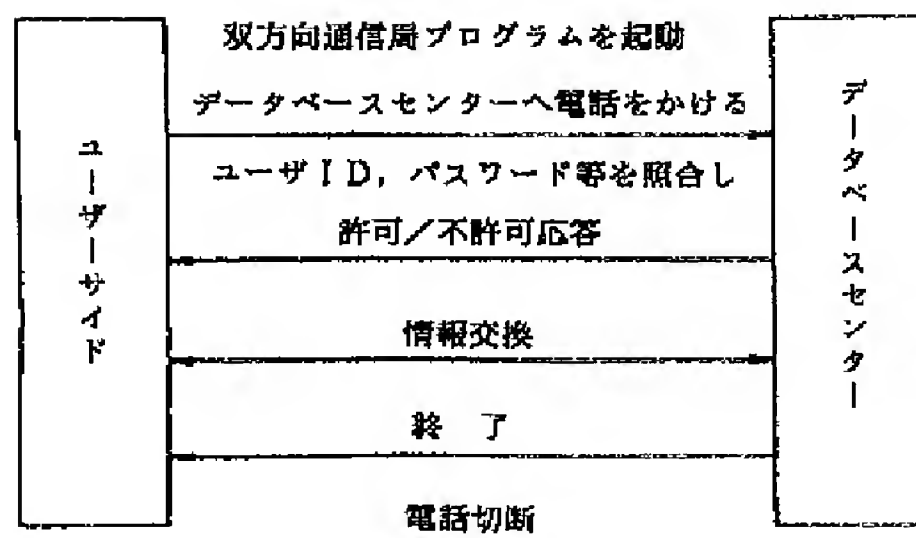 双方向通信局プログラムを起動
データベースセンターへ電話をかける
ユーザID，パスワード等を照合し
許可／不許可応答
情報交換
終 了
電話切断
ユーザーサイド
データベースセンター